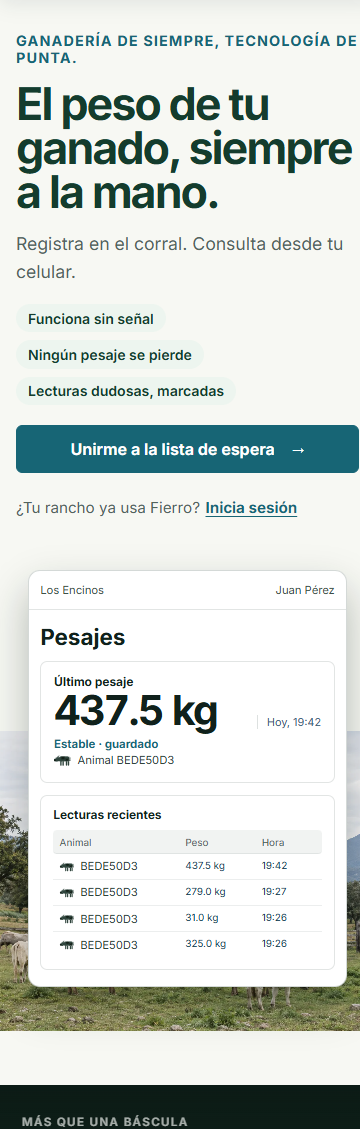 GANADERÍA DE SIEMPRE, TECNOLOGÍA DE
PUNTA.
El peso de tu
ganado, siempre
a la mano.
Registra en el corral. Consulta desde tu
celular.
Funciona sin señal
Ningún pesaje se pierde
Lecturas dudosas, marcadas
Unirme a la lista de espera →
¿Tu rancho ya usa Fierro? Inicia sesión
Los Encinos Juan Pérez
Pesajes
Último pesaje
437.5 kg Hoy, 19:42
Estable · guardado
Animal BEDE50D3
Lecturas recientes
Animal Peso Hora
BEDE50D3 437.5 kg 19:42
BEDE50D3 279.0 kg 19:27
BEDE50D3 31.0 kg 19:26
BEDE50D3 325.0 kg 19:26
MÁS QUE UNA BÁSCULA